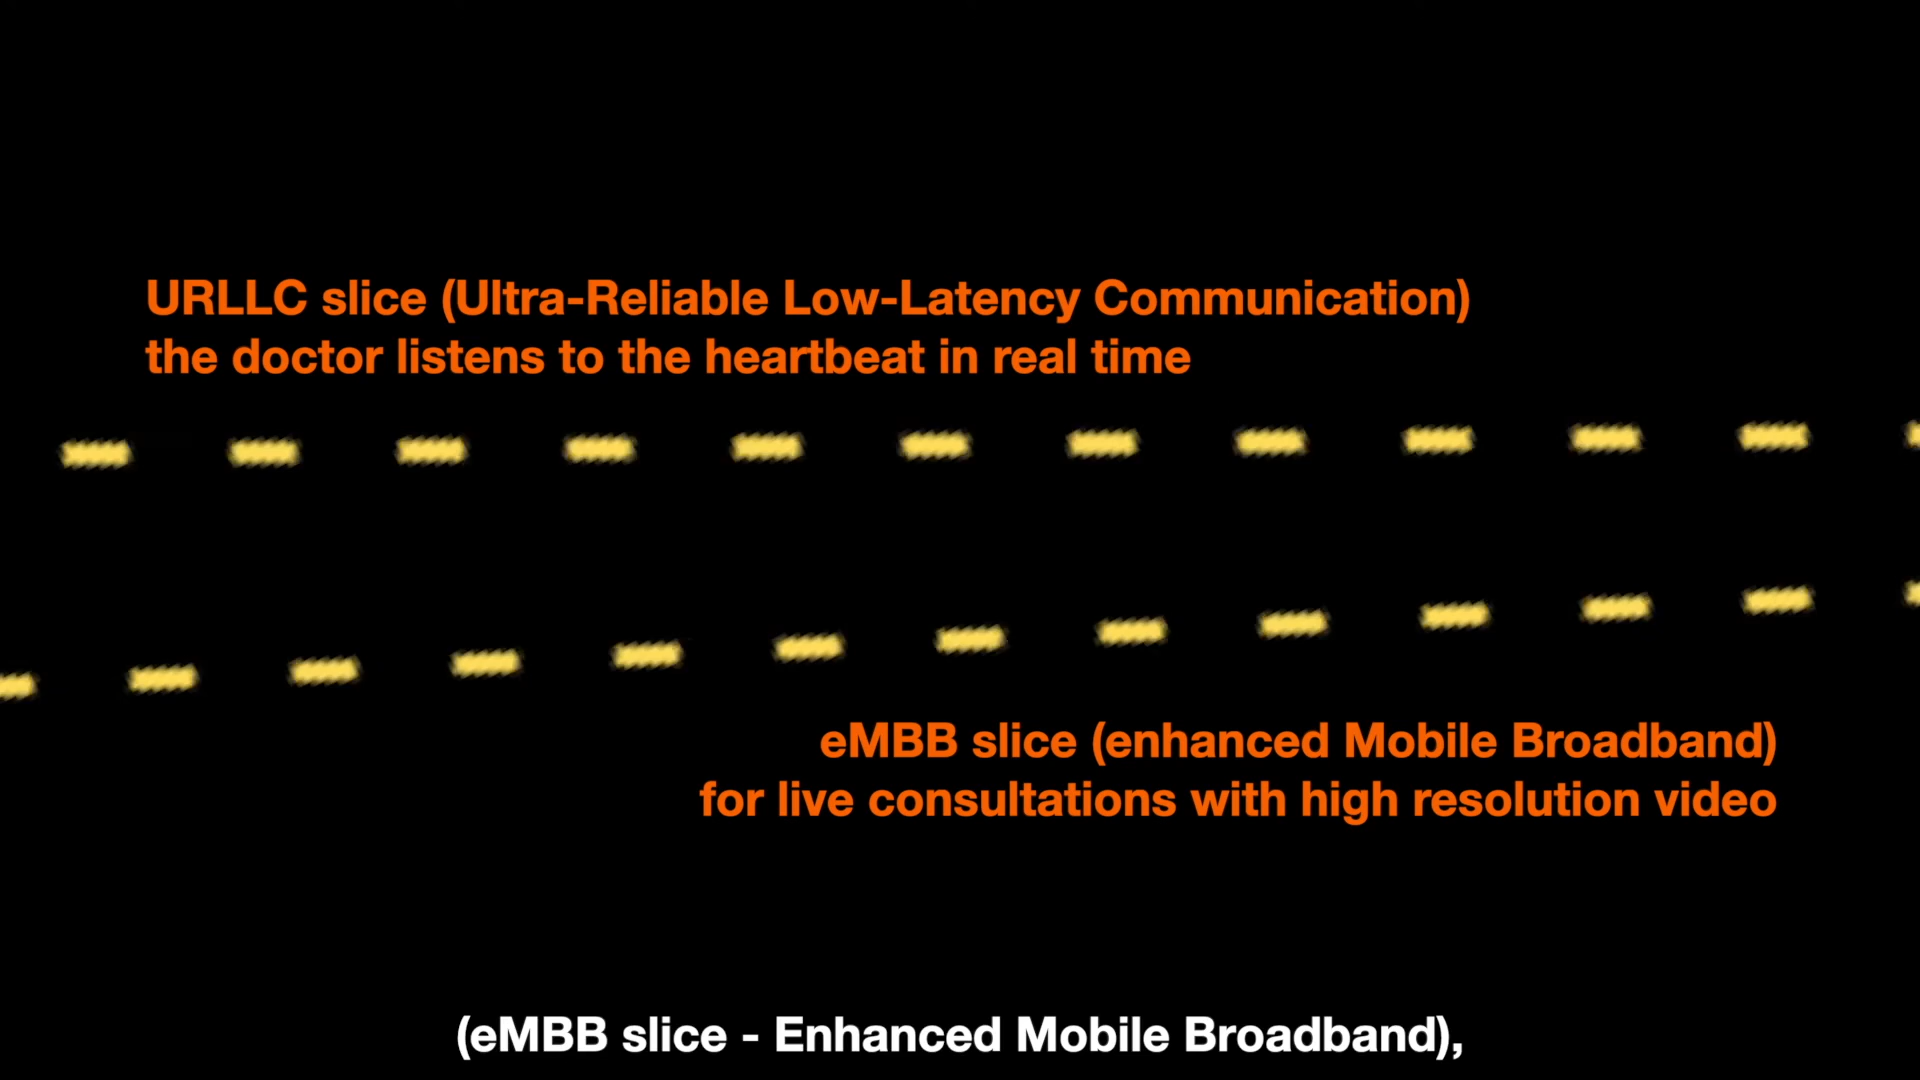 URLLC slice (Ultra-Reliable Low-Latency Communication)
the doctor listens to the heartbeat in real time
eMBB slice (enhanced Mobile Broadband)
for live consultations with high resolution video
(eMBB slice - Enhanced Mobile Broadband),